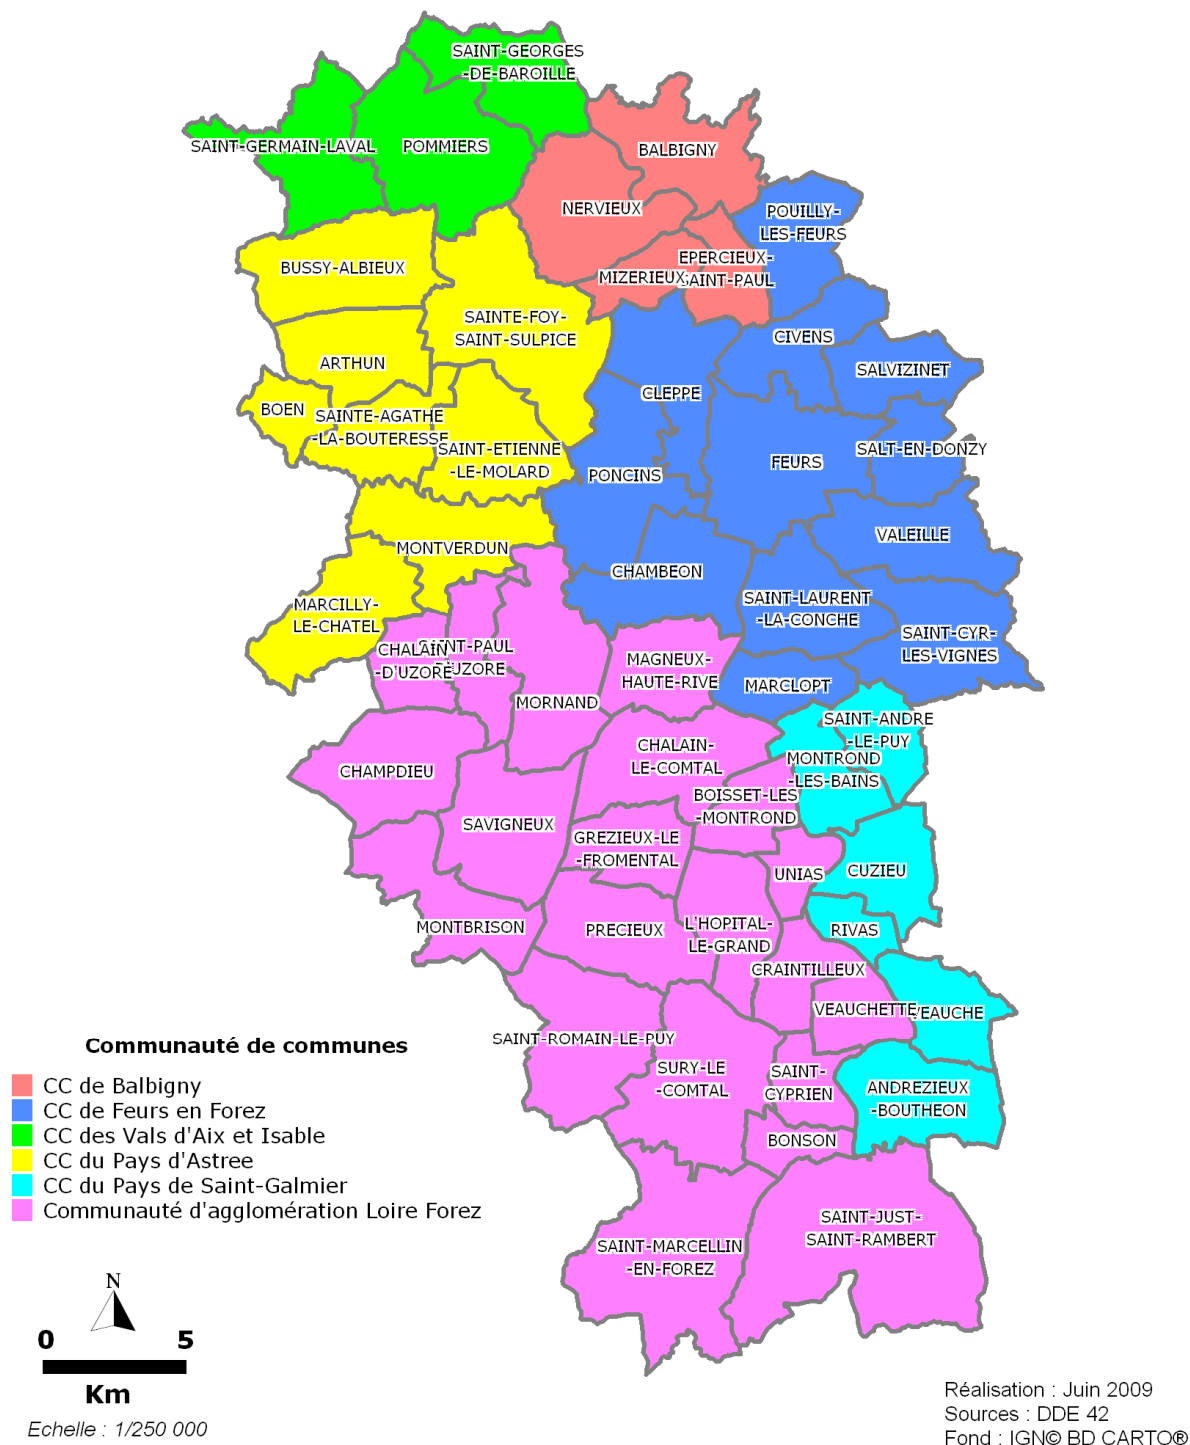 SAINT-GEORGES
-DE-BAROILLE
SAINT-GERMAIN-LAVAL
POMMIERS
BALBIGNY
NERVIEUX
POUILLY-
LES-FEURS
BUSSY-ALBIEUX
MIZERIEUX
EPERCIEUX-
SAINT-PAUL
SAINTE-FOY-
SAINT-SULPICE
CIVENS
ARTHUN
SALVIZINET
CLEPPE
BOEN
SAINTE-AGATHE
-LA-BOUTERESSE
SAINT-ETIENNE
-LE-MOLARD
FEURS
SALT-EN-DONZY
PONCINS
VALEILLE
MONTVERDUN
CHAMBEON
MARCILLY-
LE-CHATEL
SAINT-LAURENT
-LA-CONCHE
SAINT-CYR-
LES-VIGNES
CHALAIN
-D'UZORE
SAINT-PAUL
D'UZORE
MAGNEUX-
HAUTE-RIVE
MARCLOPT
MORNAND
SAINT-ANDRE
-LE-PUY
CHALAIN-
LE-COMTAL
MONTROND
-LES-BAINS
CHAMPDIEU
BOISSET-LES
-MONTROND
SAVIGNEUX
GREZIEUX-LE
-FROMENTAL
UNIAS
CUZIEU
MONTBRISON
PRECIEUX
L'HOPITAL-
LE-GRAND
RIVAS
CRAINTILLEUX
VEAUCHETTE
VEAUCHE
SAINT-ROMAIN-LE-PUY
SURY-LE
-COMTAL
SAINT-
CYPRIEN
ANDREZIEUX
-BOUTHEON
BONSON
SAINT-JUST-
SAINT-RAMBERT
SAINT-MARCELLIN
-EN-FOREZ
Communauté de communes
CC de Balbigny
CC de Feurs en Forez
CC des Vals d'Aix et Isable
CC du Pays d'Astree
CC du Pays de Saint-Galmier
Communauté d'agglomération Loire Forez
N
0 5
Km
Echelle : 1/250 000
Réalisation : Juin 2009
Sources : DDE 42
Fond : IGN© BD CARTO®